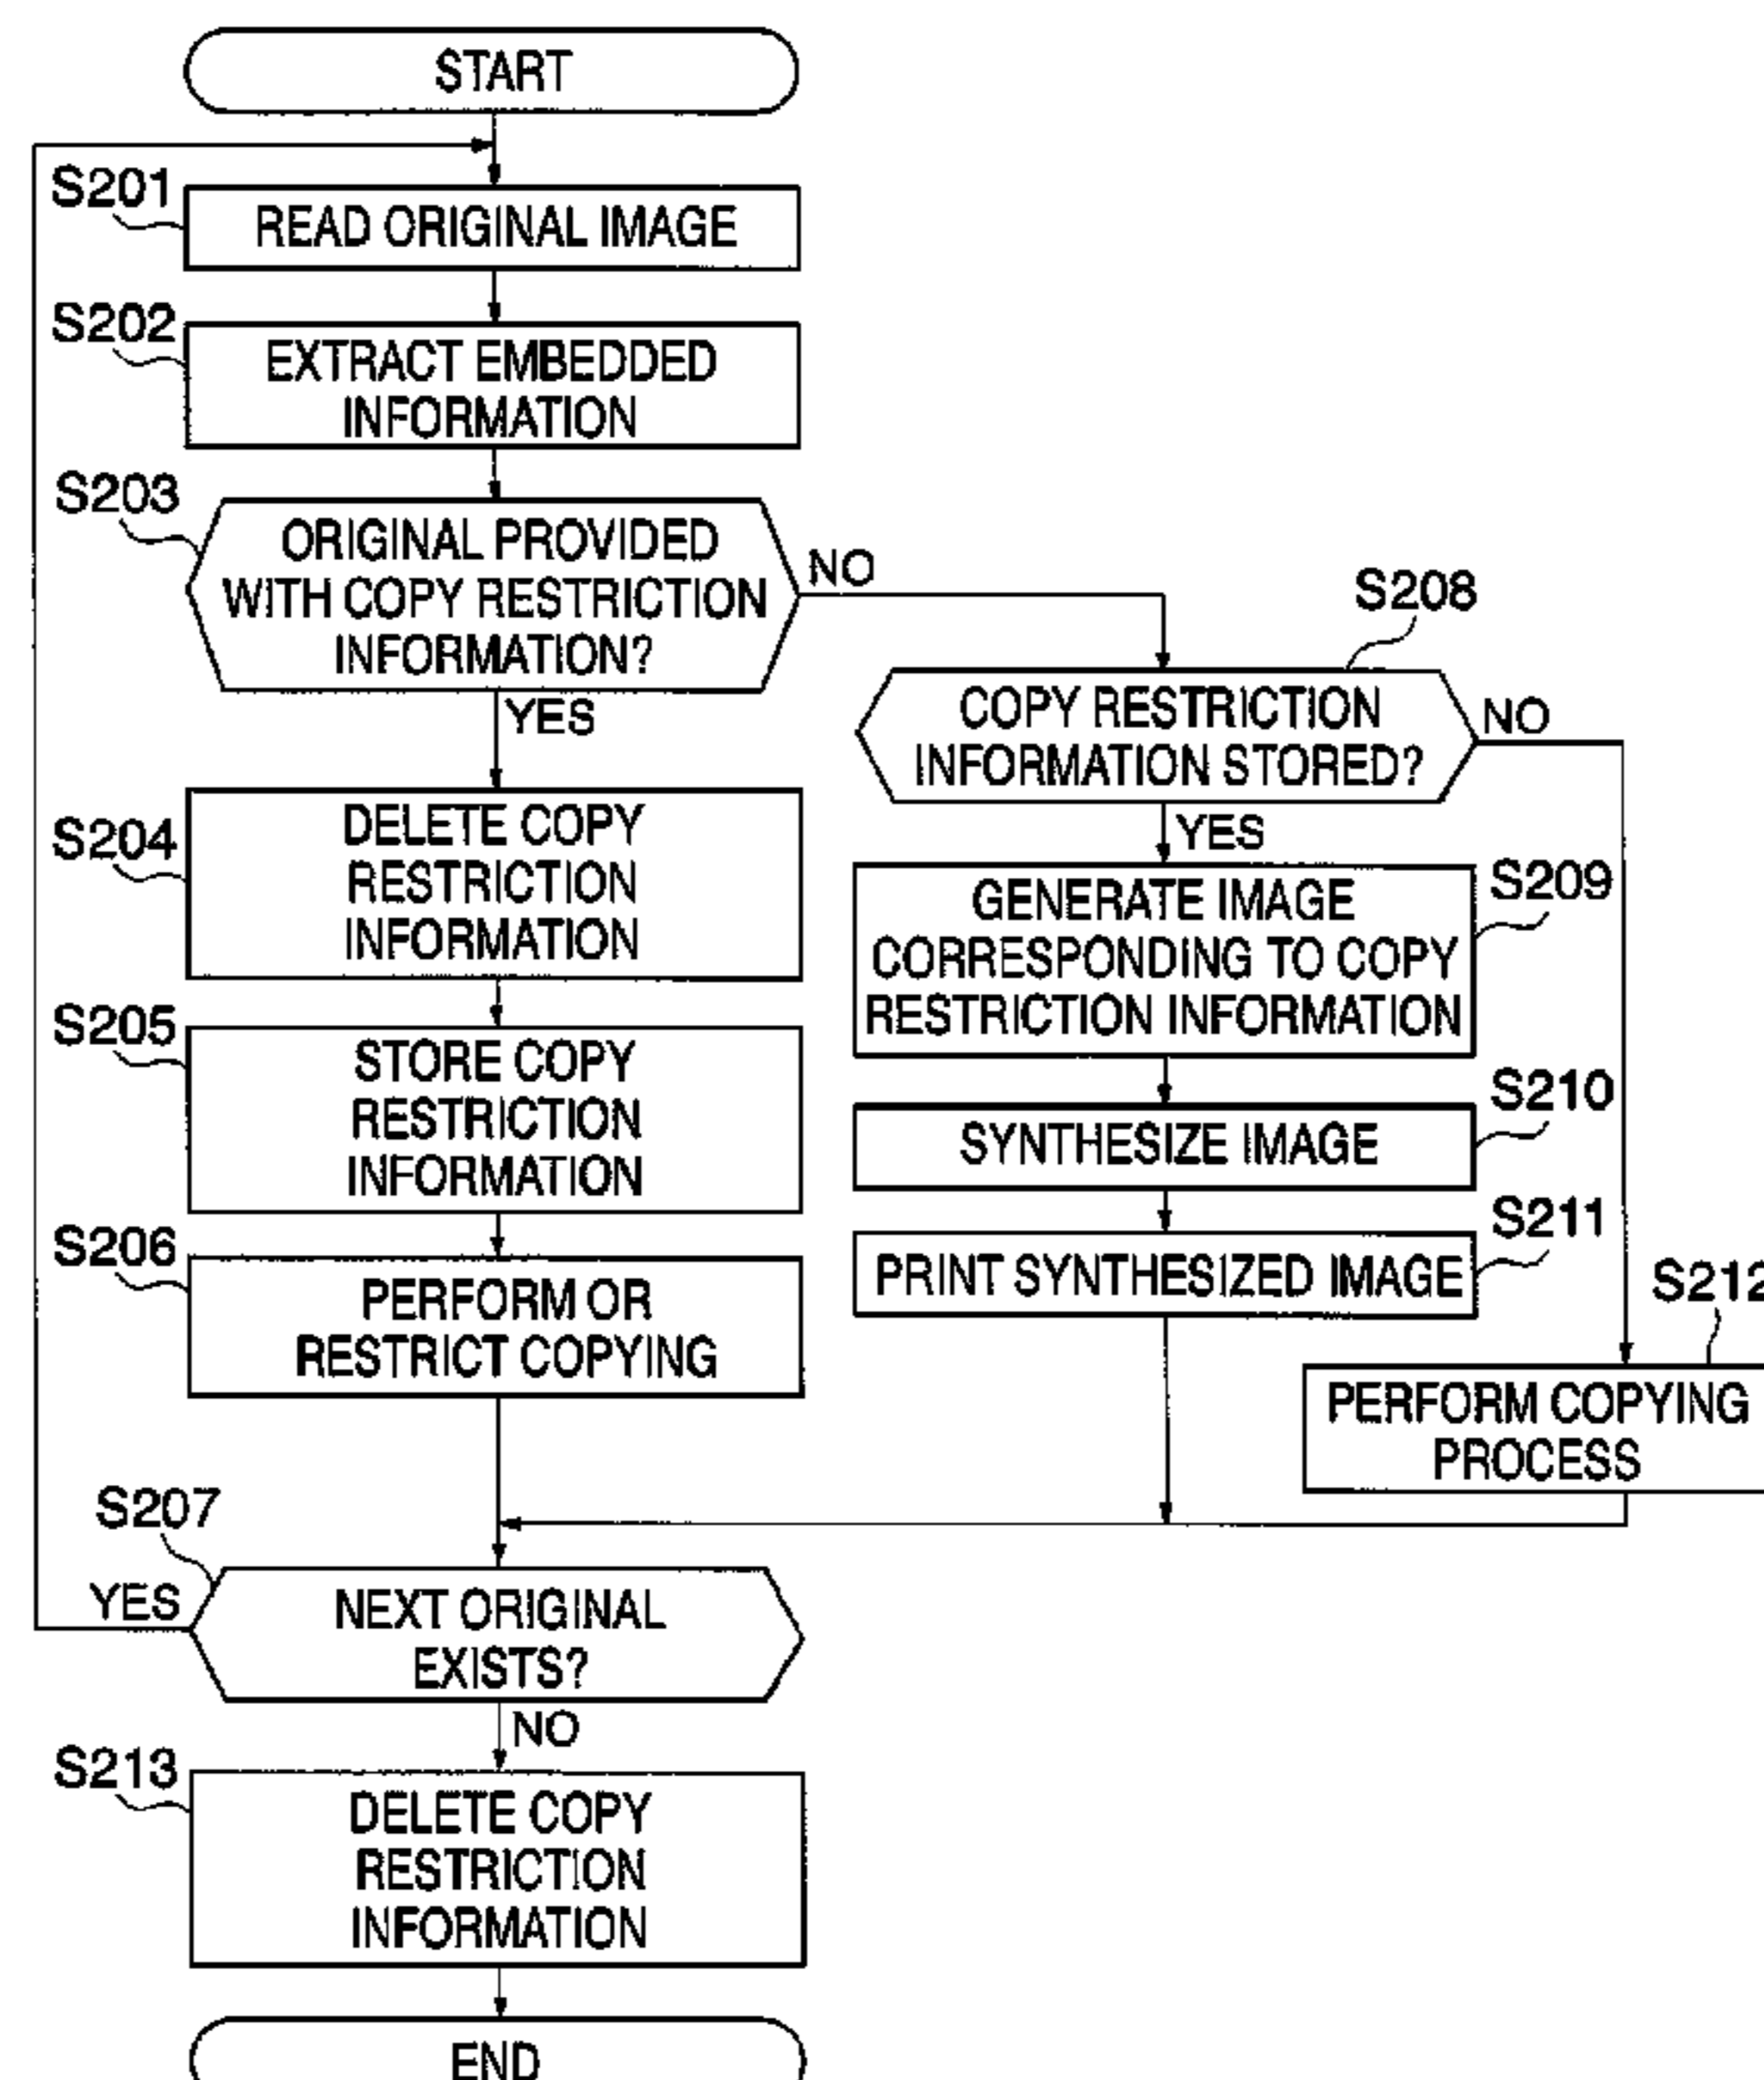 START
S201
READ ORIGINAL IMAGE
S202
EXTRACT EMBEDDED
INFORMATION
S203
ORIGINAL PROVIDED
WITH COPY RESTRICTION
INFORMATION?
NO
YES
S204
DELETE COPY
RESTRICTION
INFORMATION
S205
STORE COPY
RESTRICTION
INFORMATION
S206
PERFORM OR
RESTRICT COPYING
S208
COPY RESTRICTION
INFORMATION STORED?
NO
YES
S209
GENERATE IMAGE
CORRESPONDING TO COPY
RESTRICTION INFORMATION
S210
SYNTHESIZE IMAGE
S211
PRINT SYNTHESIZED IMAGE
S212
PERFORM COPYING
PROCESS
S207
YES
NEXT ORIGINAL
EXISTS?
NO
S213
DELETE COPY
RESTRICTION
INFORMATION
END